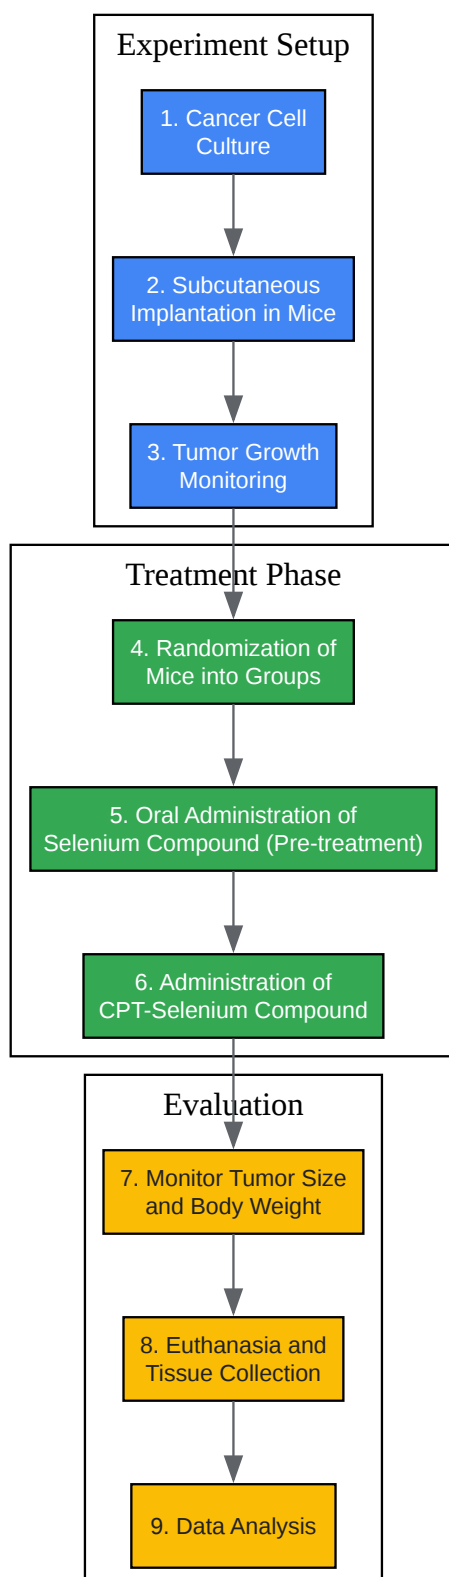 Experiment Setup
1. Cancer Cell
Culture
2. Subcutaneous
Implantation in Mice
3. Tumor Growth
Monitoring
Treatment Phase
4. Randomization of
Mice into Groups
5. Oral Administration of
Selenium Compound (Pre-treatment)
6. Administration of
CPT-Selenium Compound
Evaluation
7. Monitor Tumor Size
and Body Weight
8. Euthanasia and
Tissue Collection
9. Data Analysis